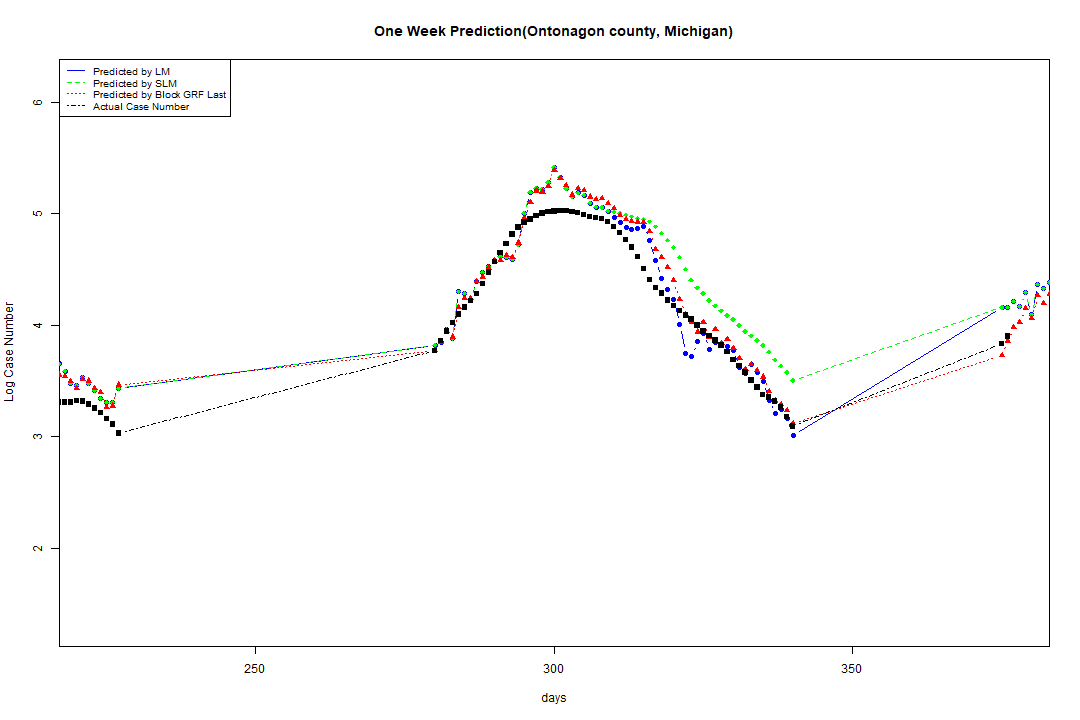 One Week Prediction(Ontonagon county, Michigan)
Predicted by LM
Predicted by SLM
Predicted by Block GRF Last
Actual Case Number
6
5
4
3
2
Log Case Number
250
300
350
days